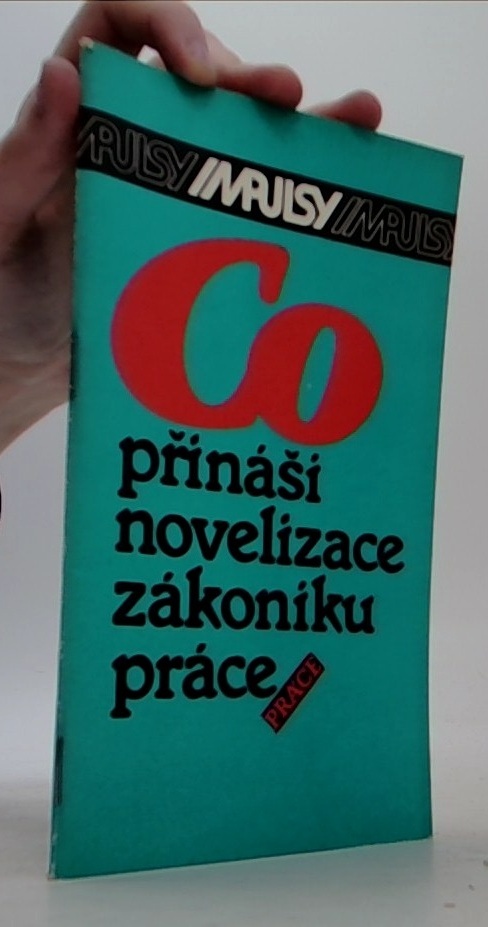 IMPULSY IMPULSY IMPULSY
Co
přináší
novelizace
zákoníku
práce
PRÁCE